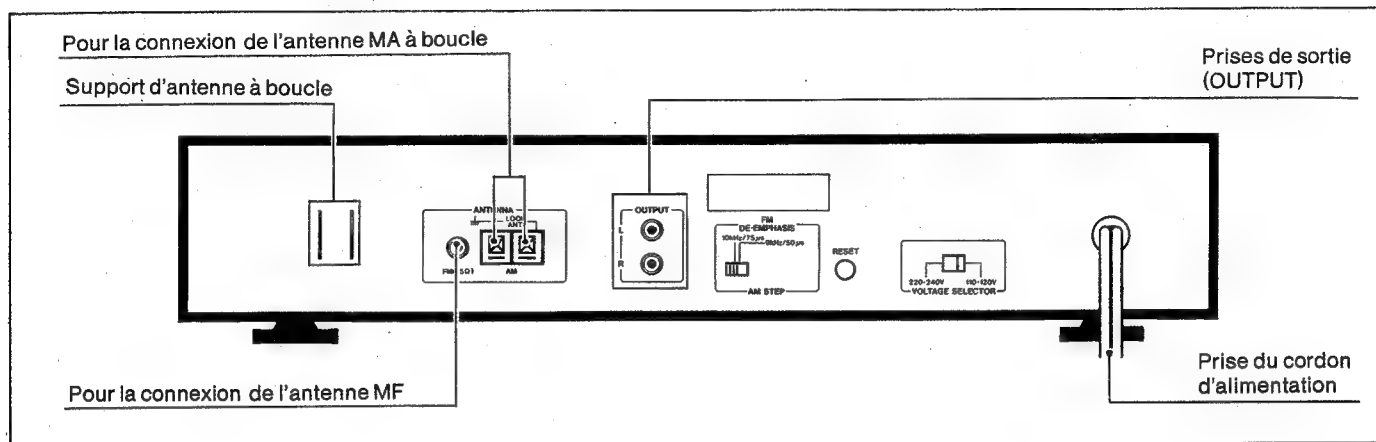 Pour la connexion de l'antenne MA à boucle
Support d'antenne à boucle
Prises de sortie
(OUTPUT)
ANTENNA
LOOP
ANT
AM
OUTPUT
L
R
FM
DE-EMPHASIS
10kHz/75µs
9kHz/50µs
AM STEP
RESET
220-240V
110-120V
VOLTAGE SELECTOR
Pour la connexion de l'antenne MF
Prise du cordon
d'alimentation